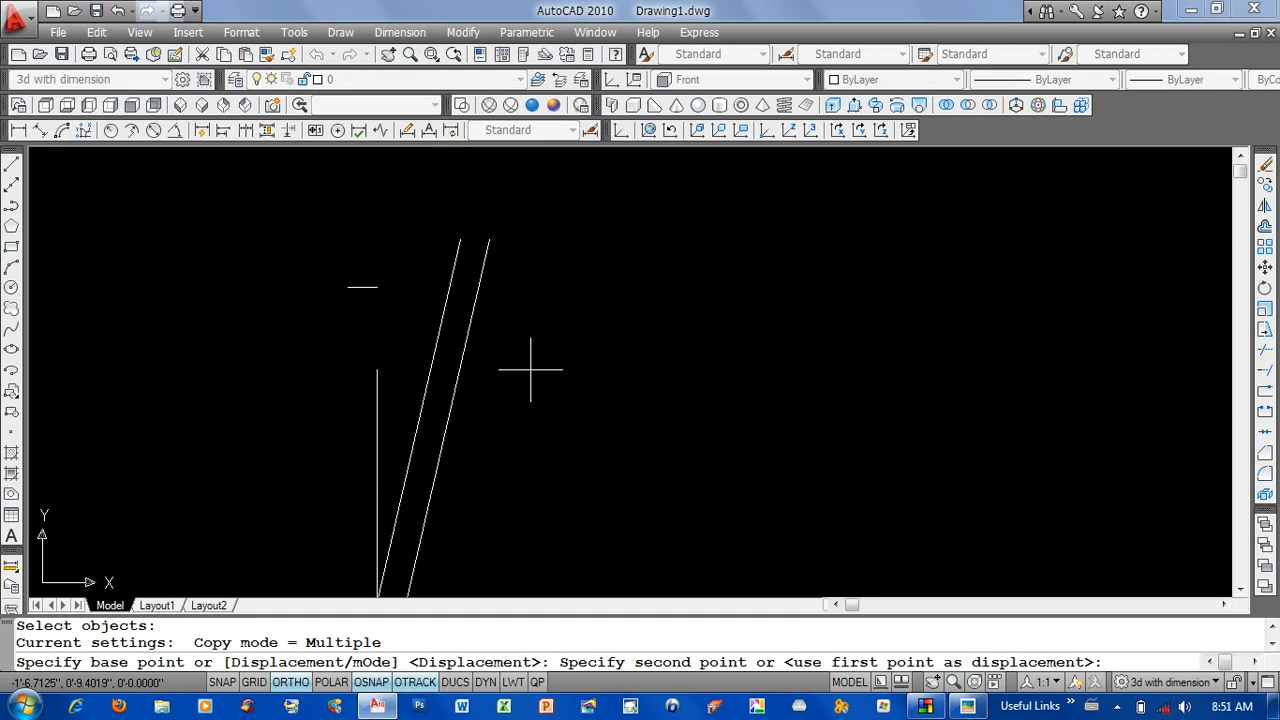 AutoCAD 2010 Drawing1.dwg
File Edit View Insert Format Tools Draw Dimension Modify Parametric Window Help Express
Standard Standard Standard Standard
3d with dimension 0 Front ByLayer ByLayer ByLayer ByCo
Standard
Y
X
Model Layout1 Layout2
Select objects:
Current settings: Copy mode = Multiple
Specify base point or [Displacement/mOde] <Displacement>: Specify second point or <use first point as displacement>:
-1'-6.7125", 0'-9.4019", 0'-0.0000" SNAP GRID ORTHO POLAR OSNAP OTRACK DUCS DYN LWT QP MODEL 1:1 3d with dimension
Useful Links 8:51 AM